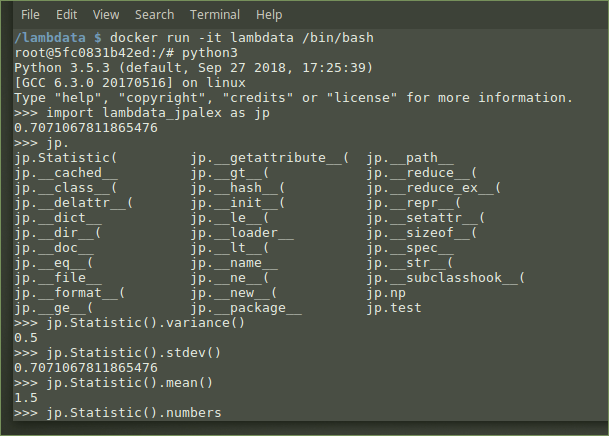 File Edit View Search Terminal Help
/lambdata $ docker run -it lambdata /bin/bash
root@5fc0831b42ed:/# python3
Python 3.5.3 (default, Sep 27 2018, 17:25:39)
[GCC 6.3.0 20170516] on linux
Type "help", "copyright", "credits" or "license" for more information.
>>> import lambdata_jpalex as jp
0.7071067811865476
>>> jp.
jp.Statistic( jp.__getattribute__( jp.__path__
jp.__cached__ jp.__gt__( jp.__reduce__(
jp.__class__( jp.__hash__( jp.__reduce_ex__(
jp.__delattr__( jp.__init__( jp.__repr__(
jp.__dict__ jp.__le__( jp.__setattr__(
jp.__dir__( jp.__loader__ jp.__sizeof__(
jp.__doc__ jp.__lt__( jp.__spec__
jp.__eq__( jp.__name__ jp.__str__(
jp.__file__ jp.__ne__( jp.__subclasshook__(
jp.__format__( jp.__new__( jp.np
jp.__ge__( jp.__package__ jp.test
>>> jp.Statistic().variance()
0.5
>>> jp.Statistic().stdev()
0.7071067811865476
>>> jp.Statistic().mean()
1.5
>>> jp.Statistic().numbers